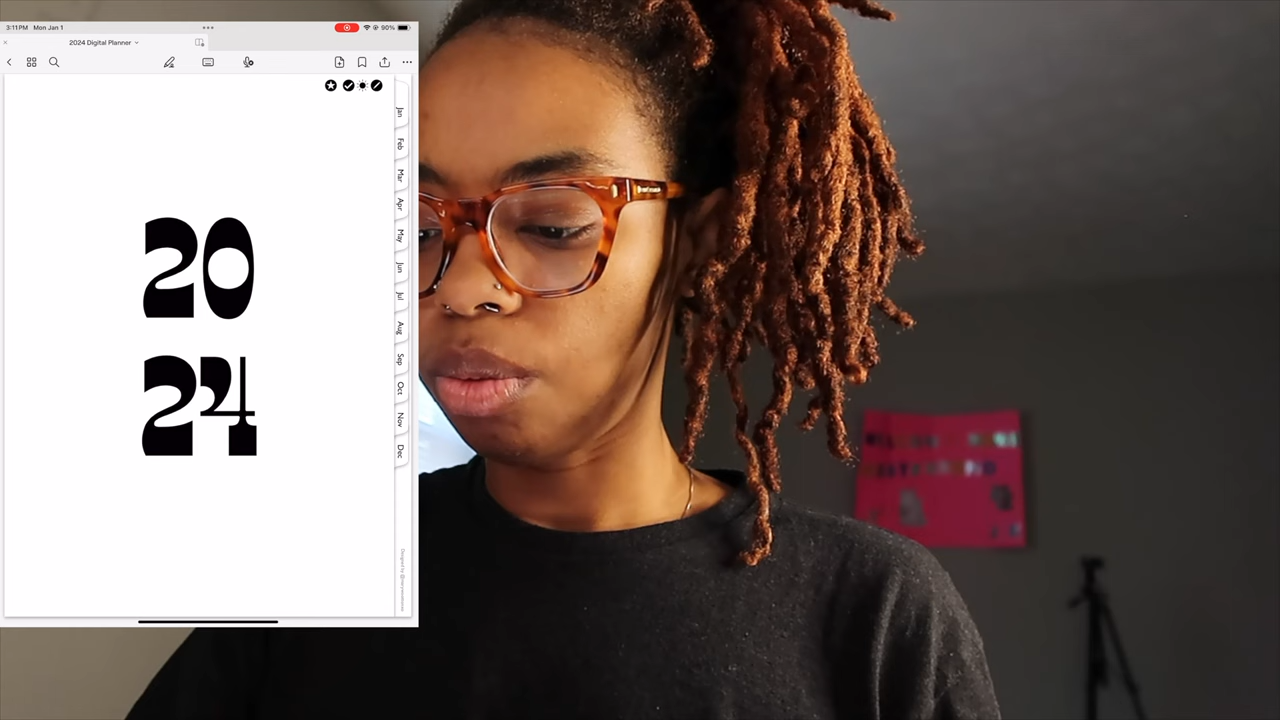 3:11 PM Mon Jan 1
90%
2024 Digital Planner
Jan
Feb
Mar
Apr
May
Jun
Jul
Aug
Sep
Oct
Nov
Dec
20
24